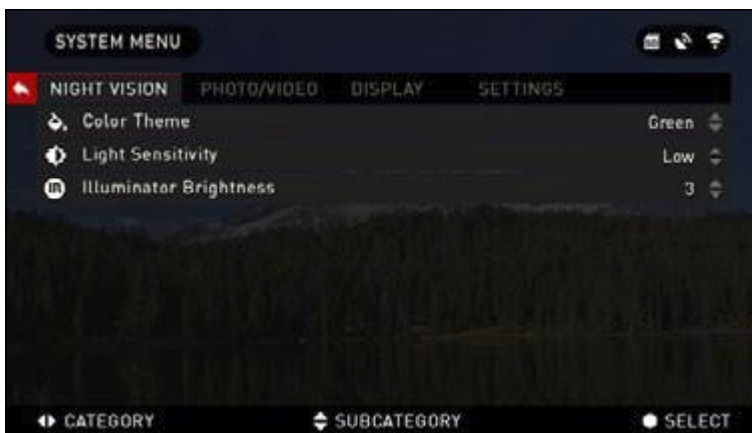 SYSTEM MENU
NIGHT VISION PHOTO/VIDEO DISPLAY SETTINGS
Color Theme Green
Light Sensitivity Low
IR Illuminator Brightness 3
CATEGORY SUBCATEGORY SELECT